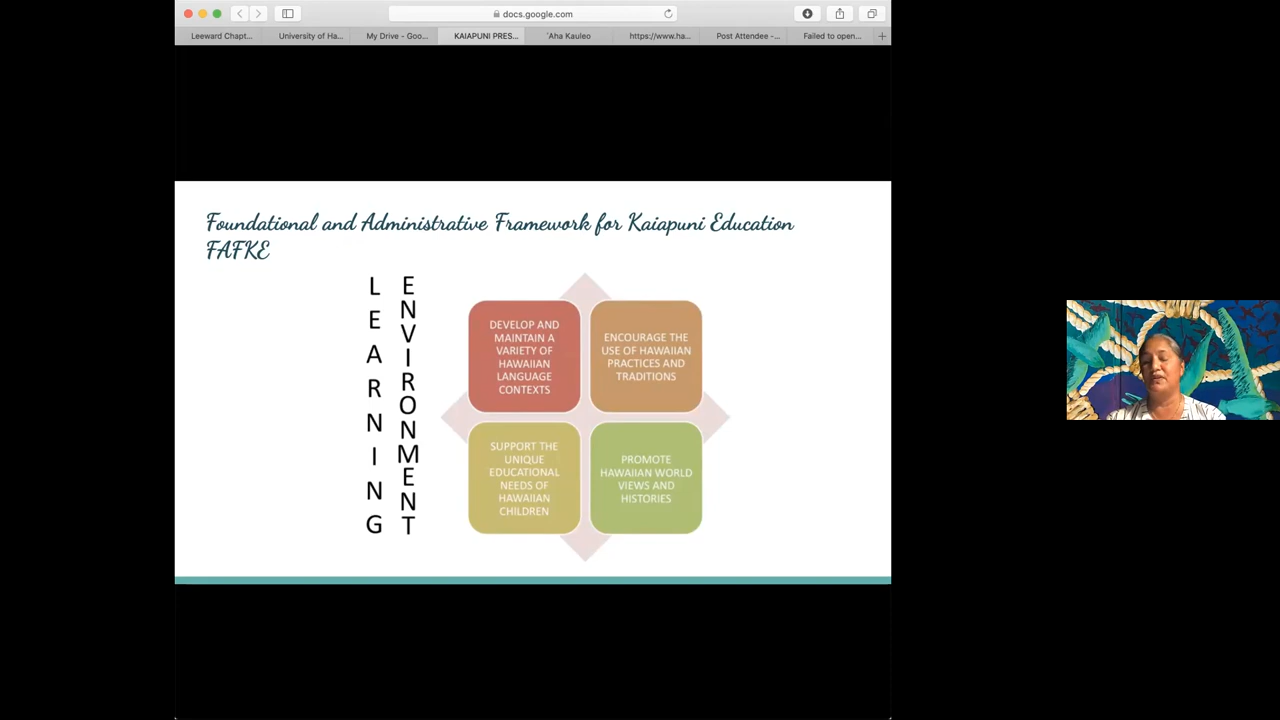 docs.google.com
Leeward Chapt...
University of Ha...
My Drive - Goo...
KAIAPUNI PRES...
'Aha Kauleo
https://www.ha...
Post Attendee -...
Failed to open...
Foundational and Administrative Framework for Kaiapuni Education
FAFKE
LEARNING
ENVIRONMENT
DEVELOP AND
MAINTAIN A
VARIETY OF
HAWAIIAN
LANGUAGE
CONTEXTS
ENCOURAGE THE
USE OF HAWAIIAN
PRACTICES AND
TRADITIONS
SUPPORT THE
UNIQUE
EDUCATIONAL
NEEDS OF
HAWAIIAN
CHILDREN
PROMOTE
HAWAIIAN WORLD
VIEWS AND
HISTORIES